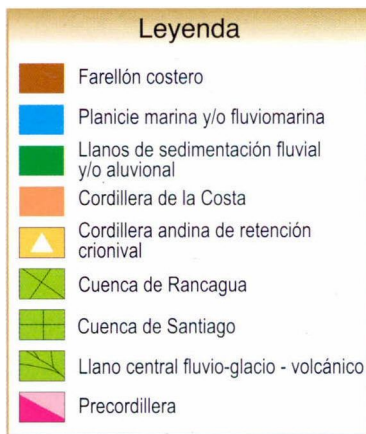 Leyenda
Farellón costero
Planicie marina y/o fluviomarina
Llanos de sedimentación fluvial
y/o aluvional
Cordillera de la Costa
Cordillera andina de retención
crionival
Cuenca de Rancagua
Cuenca de Santiago
Llano central fluvio-glacio - volcánico
Precordillera